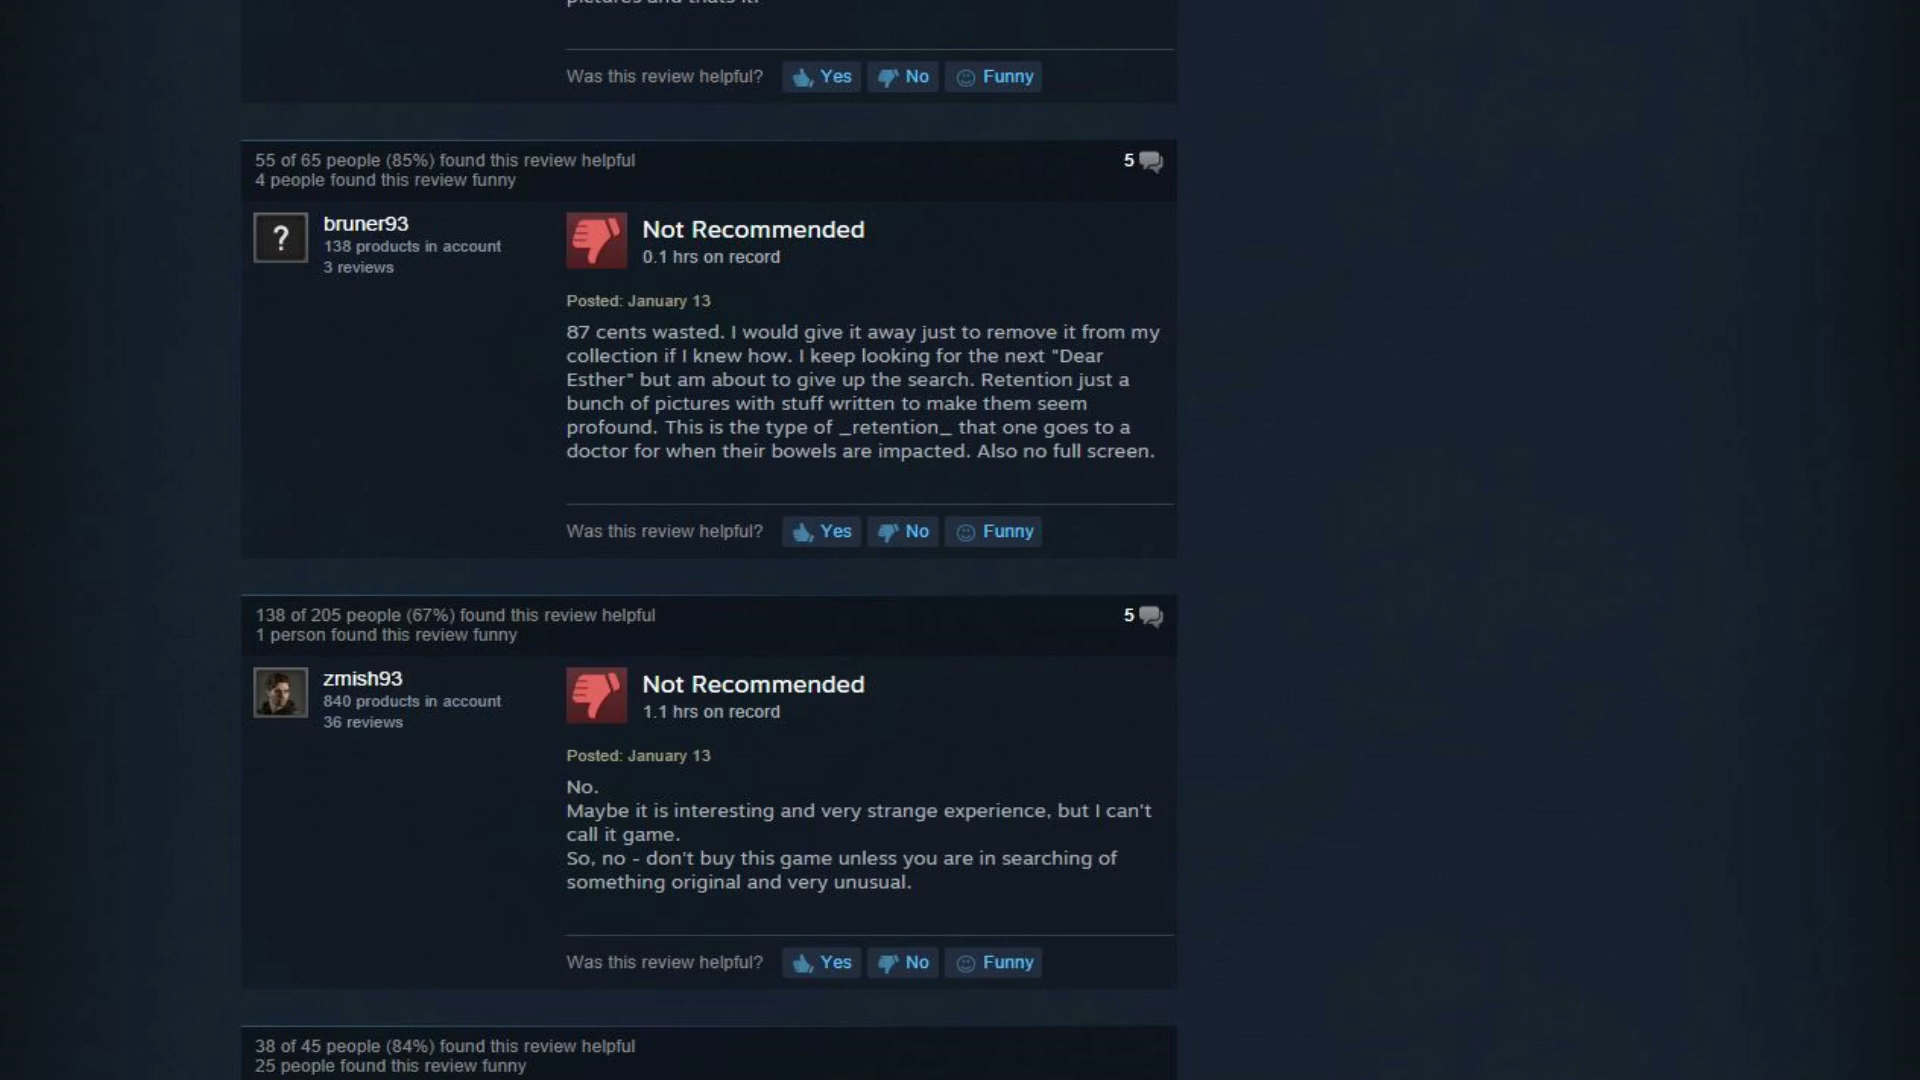 pictures and thats it.
Was this review helpful? Yes No Funny
55 of 65 people (85%) found this review helpful 5
4 people found this review funny
bruner93
138 products in account
3 reviews
Not Recommended
0.1 hrs on record
Posted: January 13
87 cents wasted. I would give it away just to remove it from my
collection if I knew how. I keep looking for the next "Dear
Esther" but am about to give up the search. Retention just a
bunch of pictures with stuff written to make them seem
profound. This is the type of _retention_ that one goes to a
doctor for when their bowels are impacted. Also no full screen.
Was this review helpful? Yes No Funny
138 of 205 people (67%) found this review helpful 5
1 person found this review funny
zmish93
840 products in account
36 reviews
Not Recommended
1.1 hrs on record
Posted: January 13
No.
Maybe it is interesting and very strange experience, but I can't
call it game.
So, no - don't buy this game unless you are in searching of
something original and very unusual.
Was this review helpful? Yes No Funny
38 of 45 people (84%) found this review helpful
25 people found this review funny